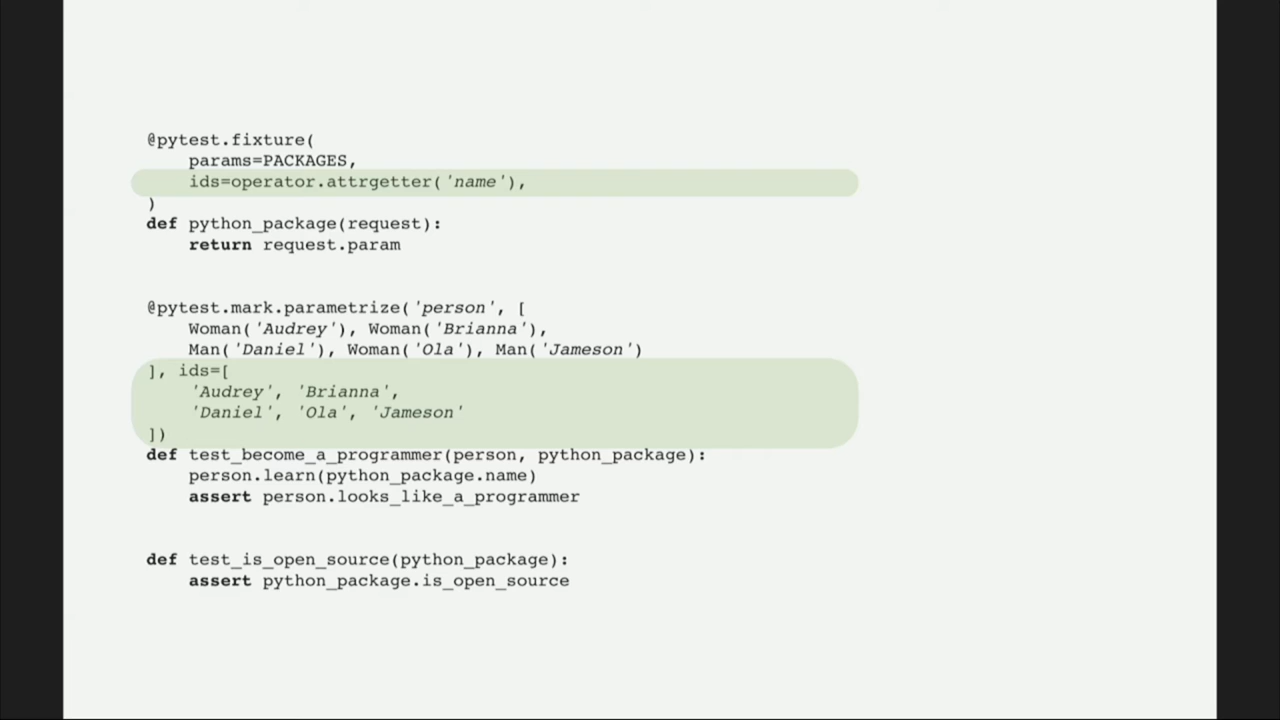 @pytest.fixture(
    params=PACKAGES,
    ids=operator.attrgetter('name'),
)
def python_package(request):
    return request.param
@pytest.mark.parametrize('person', [
    Woman('Audrey'), Woman('Brianna'),
    Man('Daniel'), Woman('Ola'), Man('Jameson')
], ids=[
    'Audrey', 'Brianna',
    'Daniel', 'Ola', 'Jameson'
])
def test_become_a_programmer(person, python_package):
    person.learn(python_package.name)
    assert person.looks_like_a_programmer
def test_is_open_source(python_package):
    assert python_package.is_open_source